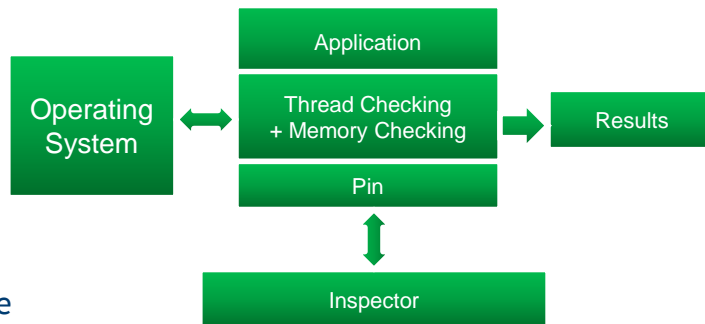 Application
Operating
System
Thread Checking
+ Memory Checking
Results
Pin
Inspector
e